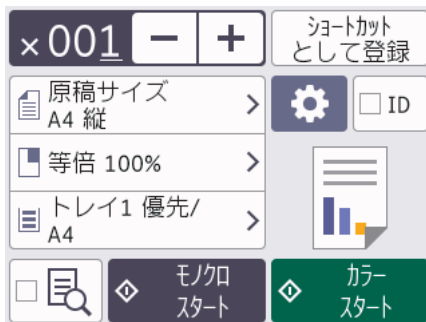 ×001
− +
ショートカット
として登録
原稿サイズ
A4 縦
ID
等倍 100%
トレイ1 優先/
A4
モノクロ
スタート
カラー
スタート